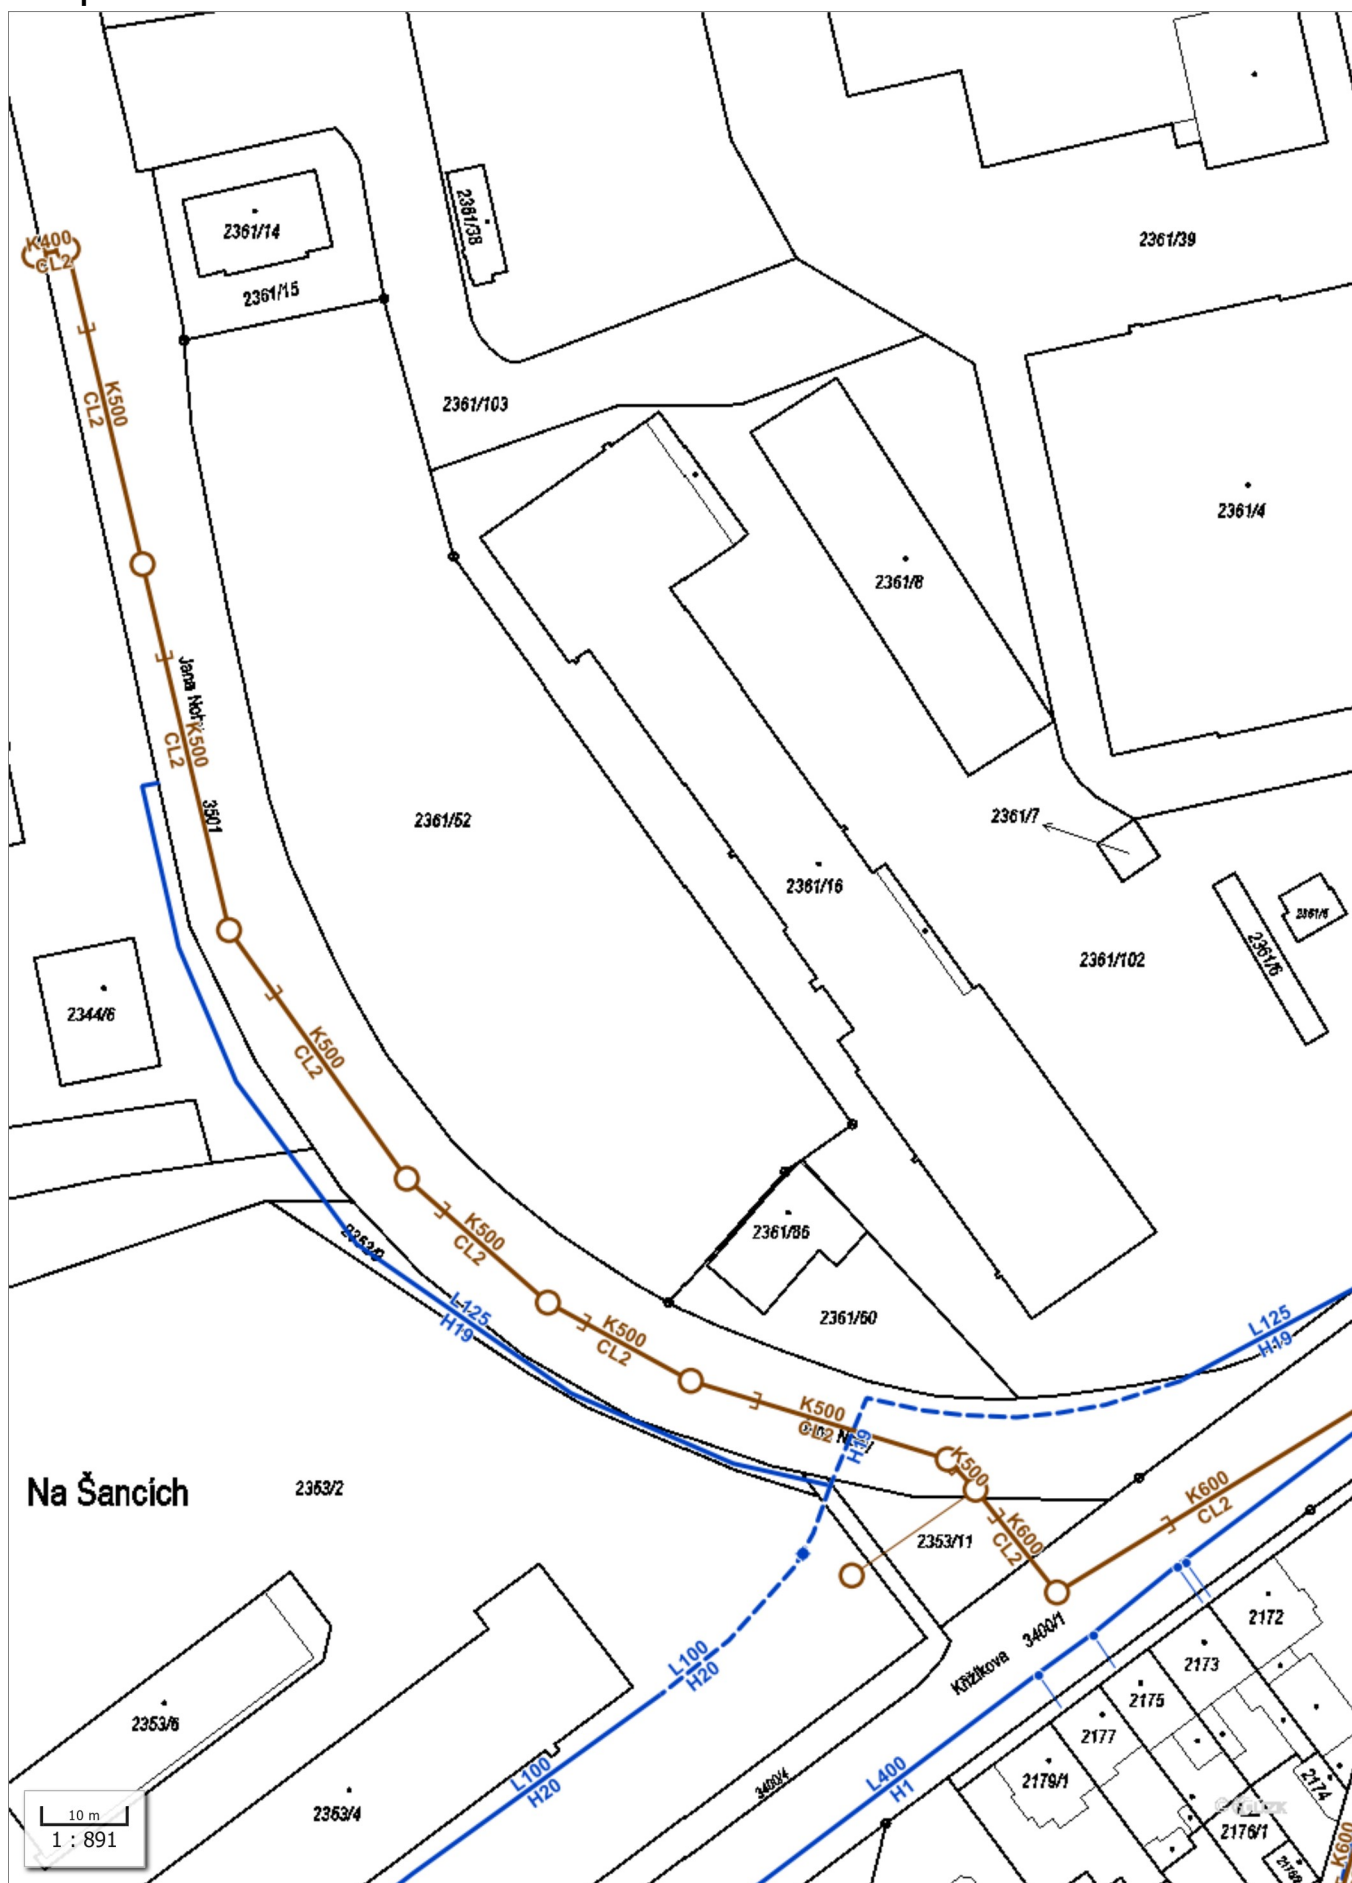 2361/14
2361/38
2361/39
K400
CL2
2361/15
K500
CL2
2361/103
2361/4
2361/8
Jana
K500
CL2
3501
2361/52
2361/7
2361/16
2361/6
2361/102
2344/6
K500
CL2
K500
CL2
2361/66
L125
H19
2361/60
L125
H19
K500
CL2
K500
CL2
H19
K500
K600
CL2
Na Šancích
2353/2
K600
CL2
2353/11
3400/1
Křižíkova
2172
2173
2175
2177
L100
H20
2353/6
L100
H20
L400
H1
2179/1
3400/4
2174
2353/4
2176/1
K600
10 m
1 : 891